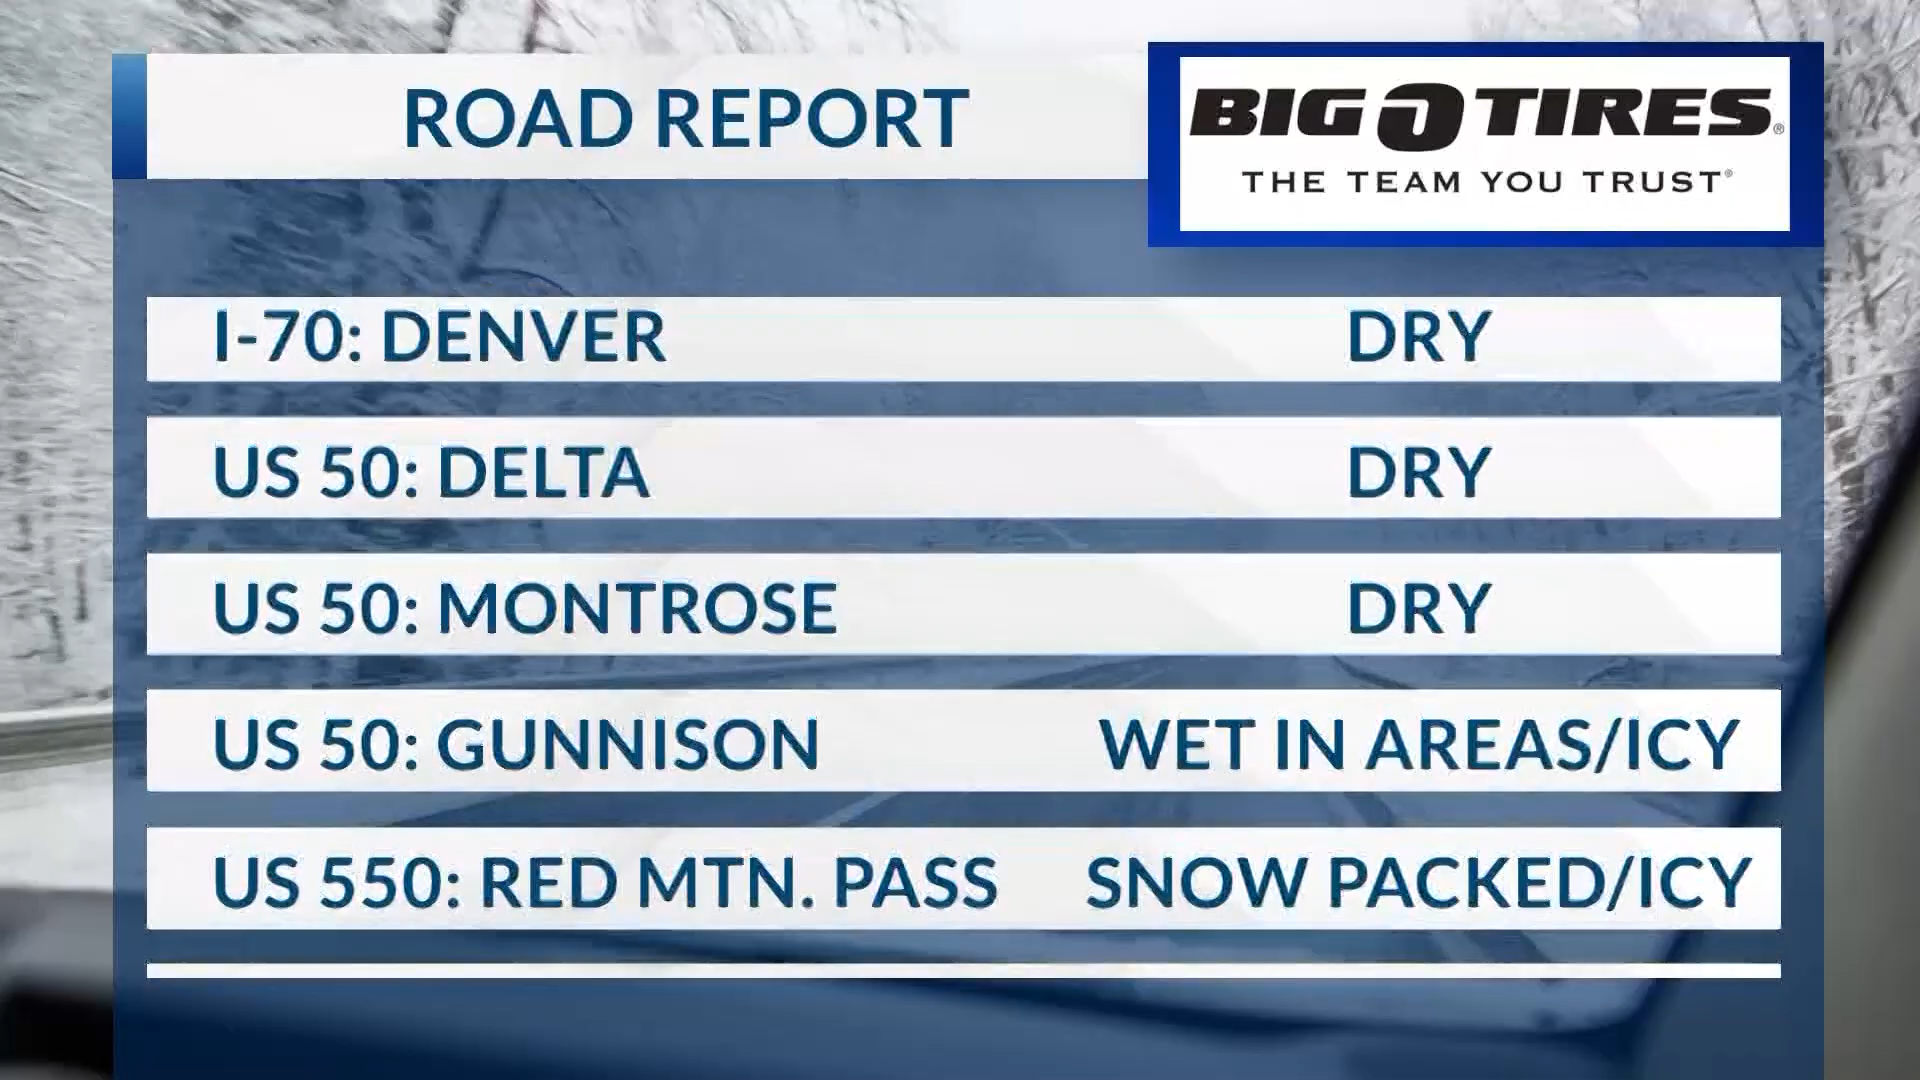 ROAD REPORT
BIG O TIRES®
THE TEAM YOU TRUST®
I-70: DENVER DRY
US 50: DELTA DRY
US 50: MONTROSE DRY
US 50: GUNNISON WET IN AREAS/ICY
US 550: RED MTN. PASS SNOW PACKED/ICY